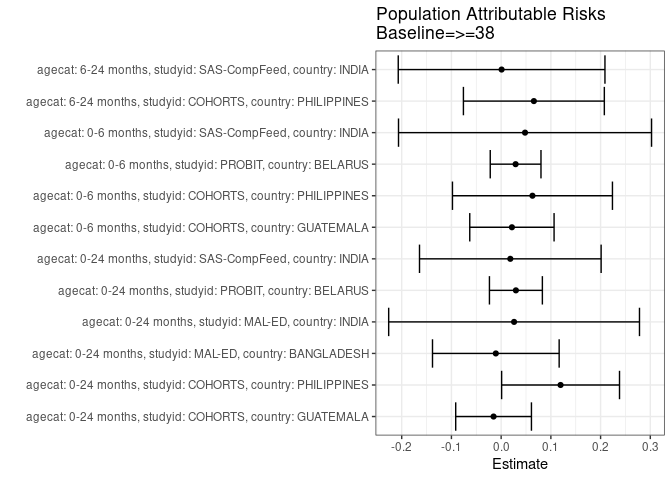 Population Attributable Risks
Baseline=>=38
agecat: 6-24 months, studyid: SAS-CompFeed, country: INDIA
agecat: 6-24 months, studyid: COHORTS, country: PHILIPPINES
agecat: 0-6 months, studyid: SAS-CompFeed, country: INDIA
agecat: 0-6 months, studyid: PROBIT, country: BELARUS
agecat: 0-6 months, studyid: COHORTS, country: PHILIPPINES
agecat: 0-6 months, studyid: COHORTS, country: GUATEMALA
agecat: 0-24 months, studyid: SAS-CompFeed, country: INDIA
agecat: 0-24 months, studyid: PROBIT, country: BELARUS
agecat: 0-24 months, studyid: MAL-ED, country: INDIA
agecat: 0-24 months, studyid: MAL-ED, country: BANGLADESH
agecat: 0-24 months, studyid: COHORTS, country: PHILIPPINES
agecat: 0-24 months, studyid: COHORTS, country: GUATEMALA
-0.2 -0.1 0.0 0.1 0.2 0.3
Estimate